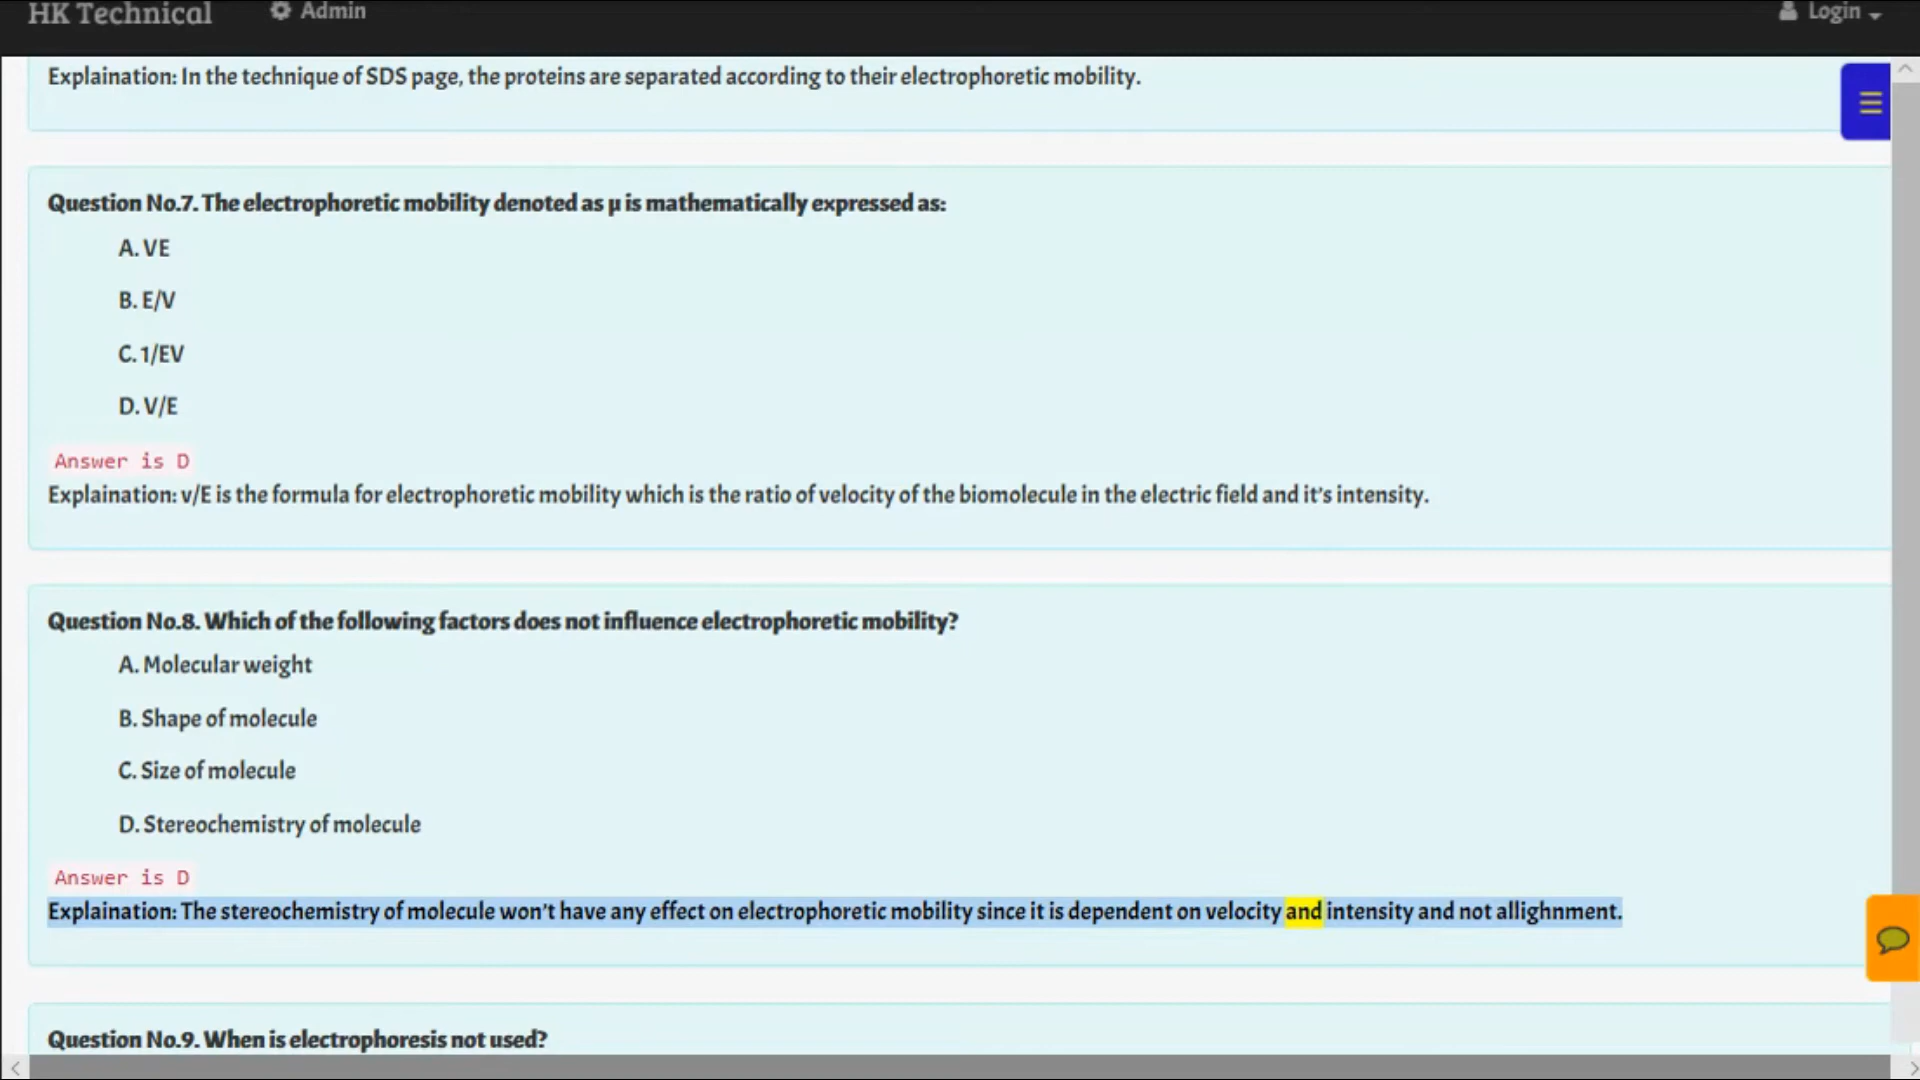 HK Technical Admin Login
Explaination: In the technique of SDS page, the proteins are separated according to their electrophoretic mobility.
Question No.7. The electrophoretic mobility denoted as µ is mathematically expressed as:
A. VE
B. E/V
C. 1/EV
D. V/E
Answer is D
Explaination: v/E is the formula for electrophoretic mobility which is the ratio of velocity of the biomolecule in the electric field and it's intensity.
Question No.8. Which of the following factors does not influence electrophoretic mobility?
A. Molecular weight
B. Shape of molecule
C. Size of molecule
D. Stereochemistry of molecule
Answer is D
Explaination: The stereochemistry of molecule won't have any effect on electrophoretic mobility since it is dependent on velocity and intensity and not allighnment.
Question No.9. When is electrophoresis not used?